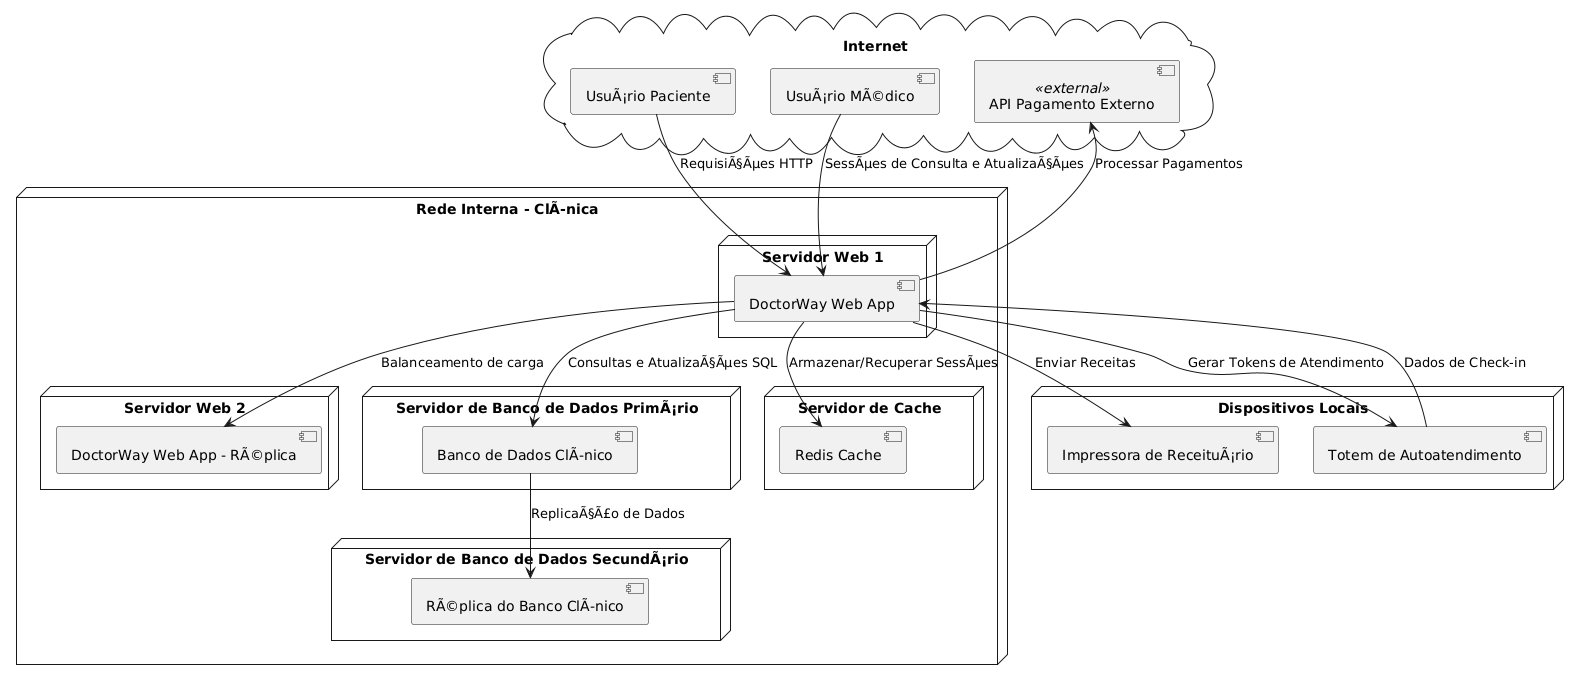 Internet
UsuÃ¡rio Paciente
UsuÃ¡rio MÃ©dico
«external»
API Pagamento Externo
RequisiÃ§Ãµes HTTP
SessÃµes de Consulta e AtualizaÃ§Ãµes
Processar Pagamentos
Rede Interna - ClÃ-nica
Servidor Web 1
DoctorWay Web App
Balanceamento de carga
Consultas e AtualizaÃ§Ãµes SQL
Armazenar/Recuperar SessÃµes
Enviar Receitas
Gerar Tokens de Atendimento
Dados de Check-in
Servidor Web 2
DoctorWay Web App - RÃ©plica
Servidor de Banco de Dados PrimÃ¡rio
Banco de Dados ClÃ-nico
Servidor de Cache
Redis Cache
Dispositivos Locais
Impressora de ReceituÃ¡rio
Totem de Autoatendimento
ReplicaÃ§Ã£o de Dados
Servidor de Banco de Dados SecundÃ¡rio
RÃ©plica do Banco ClÃ-nico